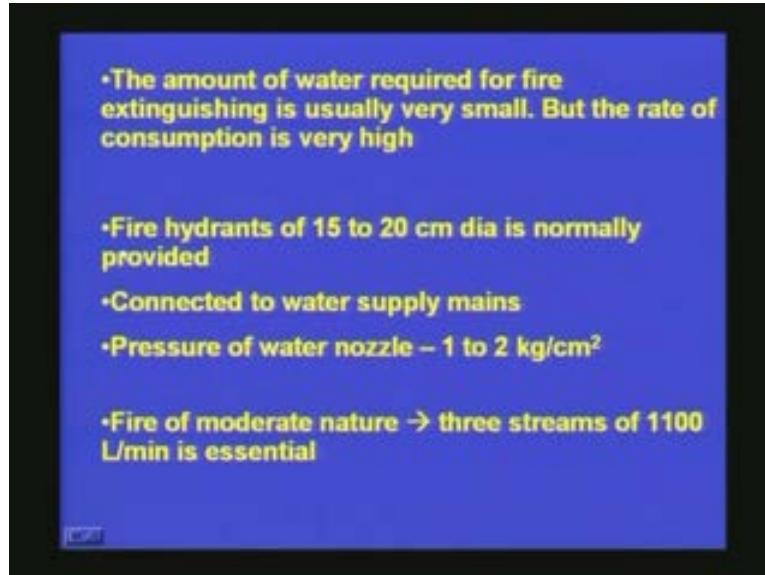 •The amount of water required for fire
extinguishing is usually very small. But the rate of
consumption is very high
•Fire hydrants of 15 to 20 cm dia is normally
provided
•Connected to water supply mains
•Pressure of water nozzle – 1 to 2 kg/cm²
•Fire of moderate nature → three streams of 1100
L/min is essential